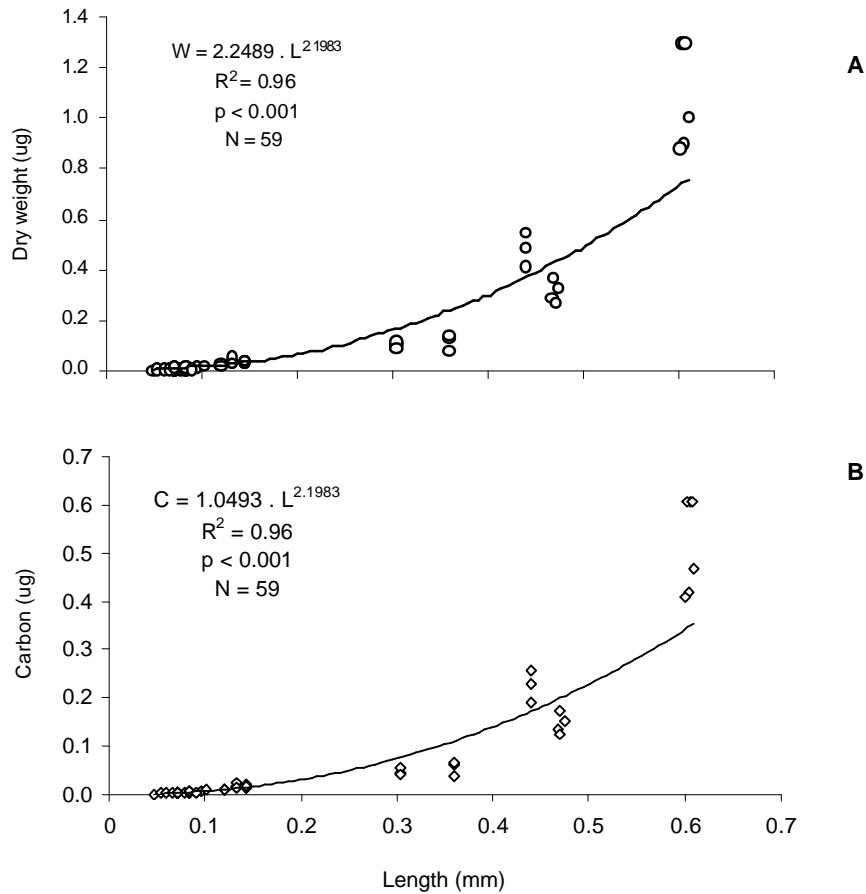 1.4
1.2
1.0
0.8
0.6
0.4
0.2
0.0
Dry weight (ug)
W = 2.2489 . L^2 1983
R^2 = 0.96
p < 0.001
N = 59
A
0.7
0.6
0.5
0.4
0.3
0.2
0.1
0.0
Carbon (ug)
C = 1.0493 . L^2.1983
R^2 = 0.96
p < 0.001
N = 59
B
0 0.1 0.2 0.3 0.4 0.5 0.6 0.7
Length (mm)